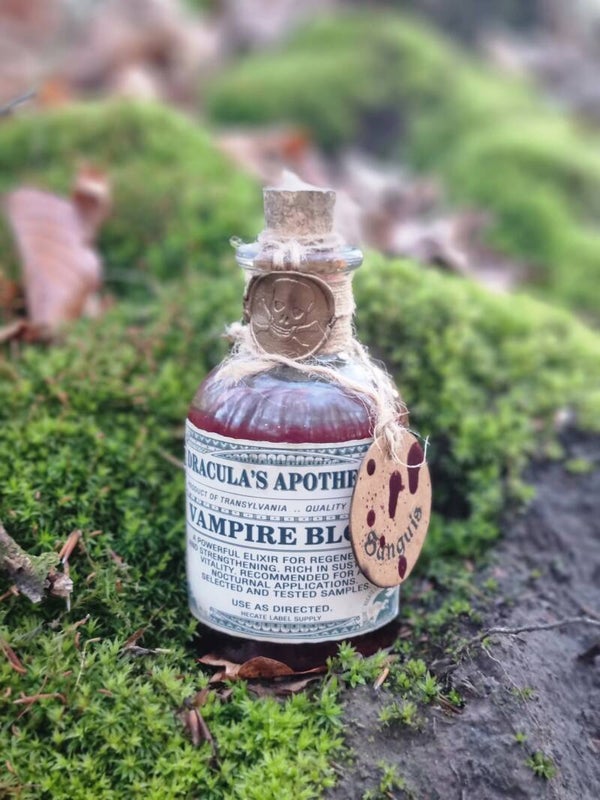 DRACULA'S APOTHE
PRODUCT OF TRANSYLVANIA .. QUALITY
VAMPIRE BLO
A POWERFUL ELIXIR FOR REGENE
AND STRENGTHENING. RICH IN SUST
VITALITY. RECOMMENDED FOR A
NOCTURNAL APPLICATIONS.
SELECTED AND TESTED SAMPLES
USE AS DIRECTED.
HECATE LABEL SUPPLY
Sanguis